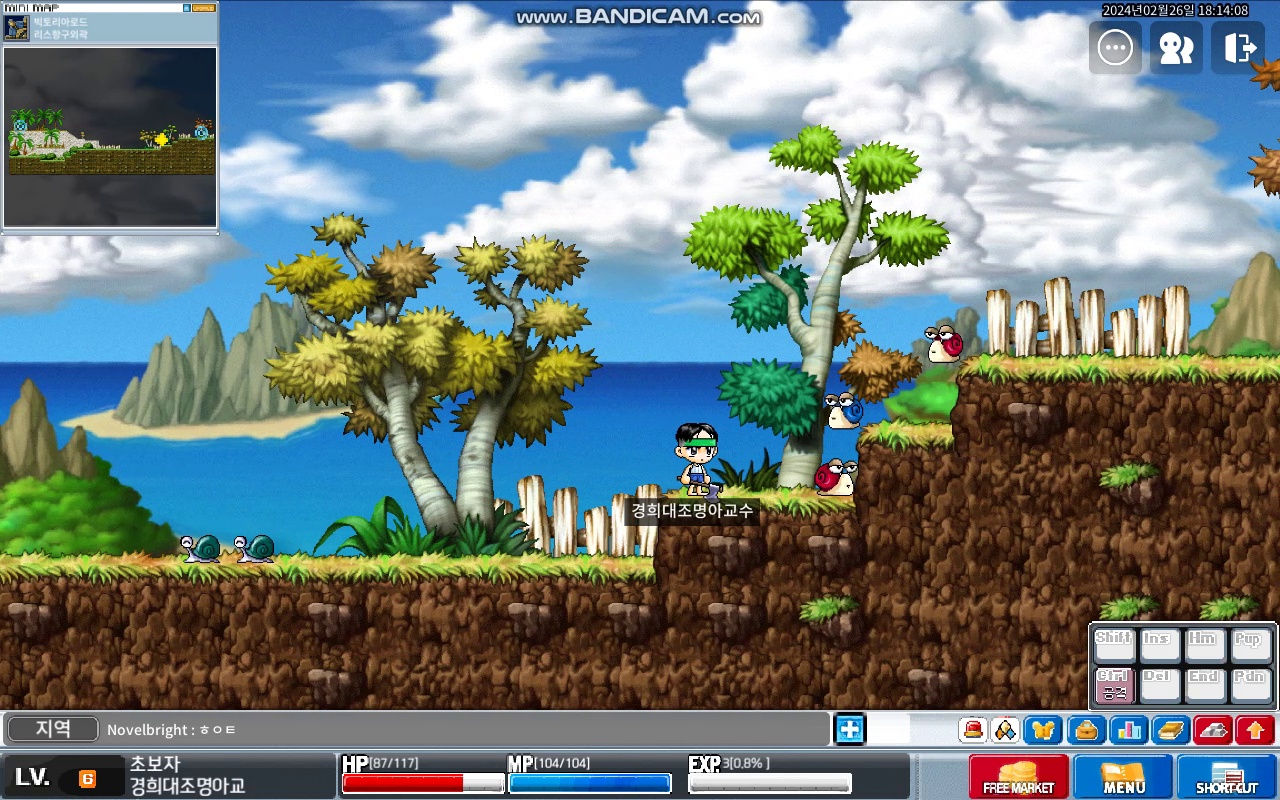 MINI MAP
www.BANDICAM.com
2024년02월26일 18:14:08
빅토리아로드
리스항구외곽
경희대조명아교수
Shift Ins Hm Pup
Ctrl Del End Pdn
공격
지역
Novelbright : ㅎㅇㅌ
LV. 6
초보자
경희대조명아교
HP[87/117]
MP[104/104]
EXP 3[0.8% ]
FREE MARKET
MENU
SHORTCUT